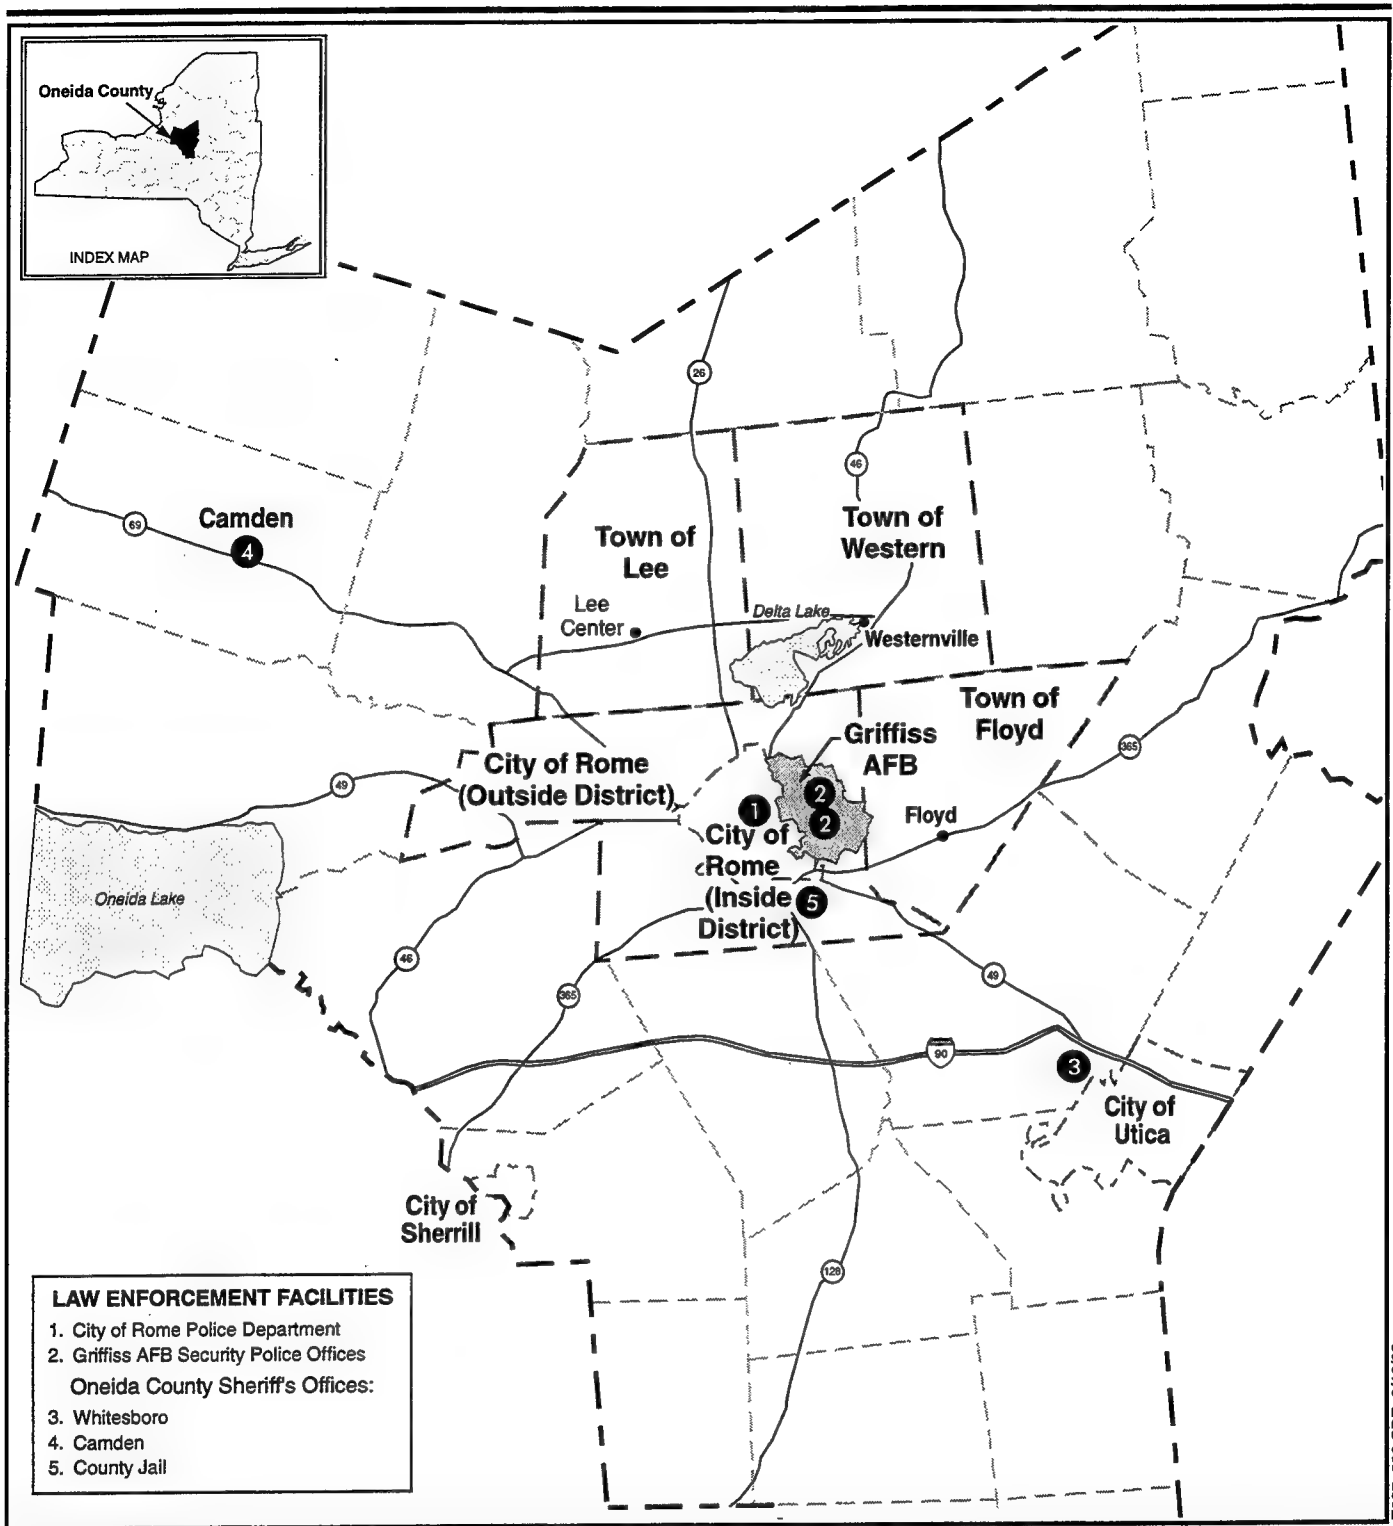 Oneida County
INDEX MAP
26
46
69
Camden
4
Town of
Lee
Town of
Western
Lee
Center
Delta Lake
Westernville
Town of
Floyd
Griffiss
AFB
365
49
City of Rome
(Outside District)
2
1
2
Floyd
City of
Rome
(Inside
District)
5
Oneida Lake
46
365
49
90
3
City of
Utica
City of
Sherrill
128
LAW ENFORCEMENT FACILITIES
1. City of Rome Police Department
2. Griffiss AFB Security Police Offices
Oneida County Sheriff's Offices:
3. Whitesboro
4. Camden
5. County Jail